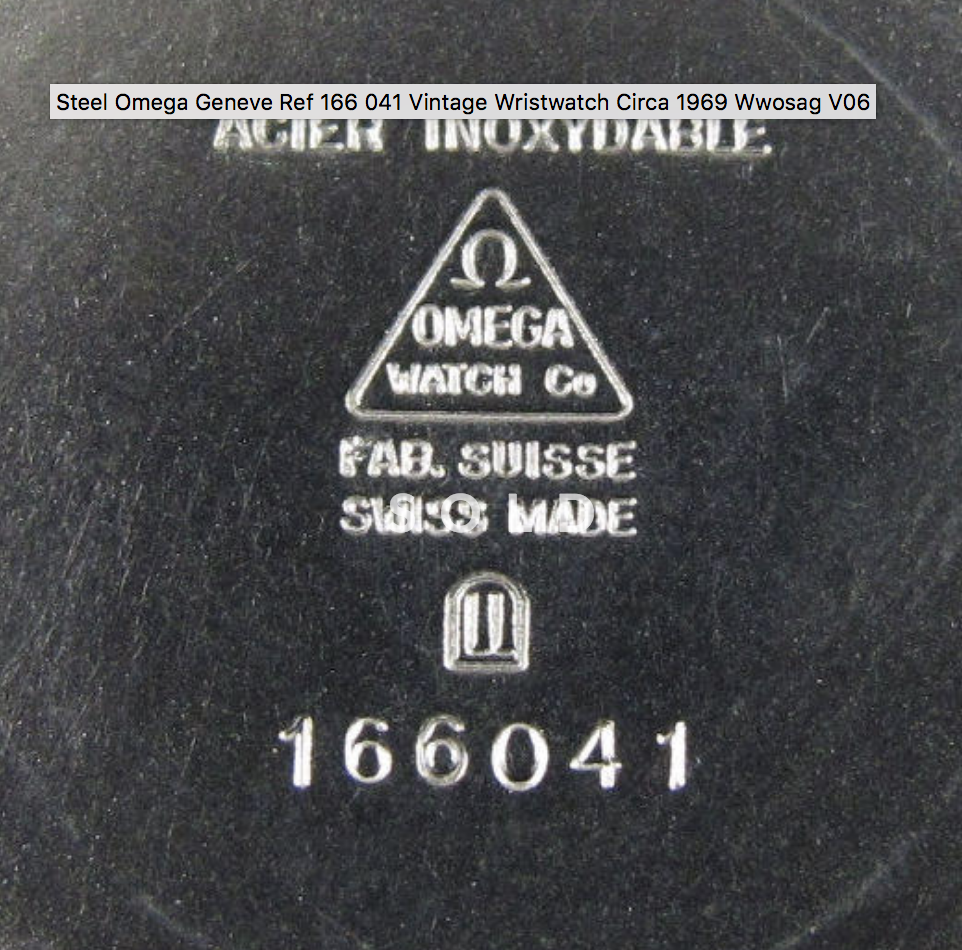 Steel Omega Geneve Ref 166 041 Vintage Wristwatch Circa 1969 Wwosag V06
ACIER INOXYDABLE
Ω
OMEGA
WATCH Co
FAB. SUISSE
SWISS MADE
SOLD
166041